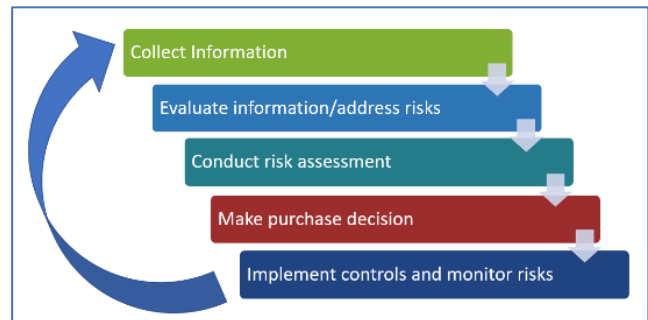 Collect Information
Evaluate information/address risks
Conduct risk assessment
Make purchase decision
Implement controls and monitor risks